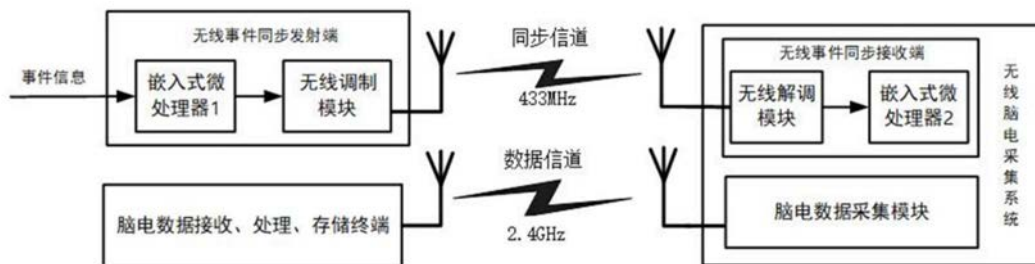 无线事件同步发射端
事件信息
嵌入式微
处理器1
无线调制
模块
同步信道
433MHz
无线事件同步接收端
无线解调
模块
嵌入式微
处理器2
无线脑电采集系统
脑电数据接收、处理、存储终端
数据信道
2.4GHz
脑电数据采集模块